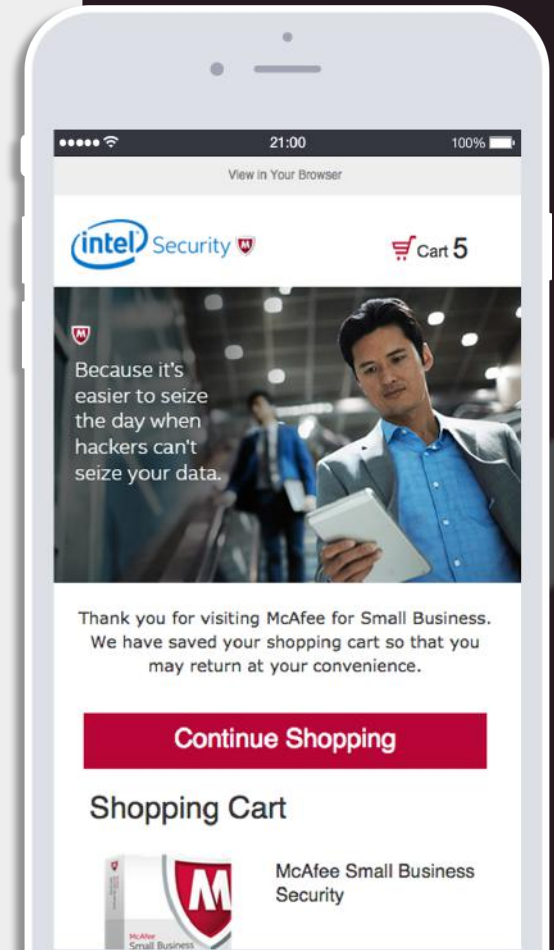 21:00
100%
View in Your Browser
intel Security
Cart 5
Because it's
easier to seize
the day when
hackers can't
seize your data.
Thank you for visiting McAfee for Small Business.
We have saved your shopping cart so that you
may return at your convenience.
Continue Shopping
Shopping Cart
McAfee Small Business
Security
McAfee
Small Business